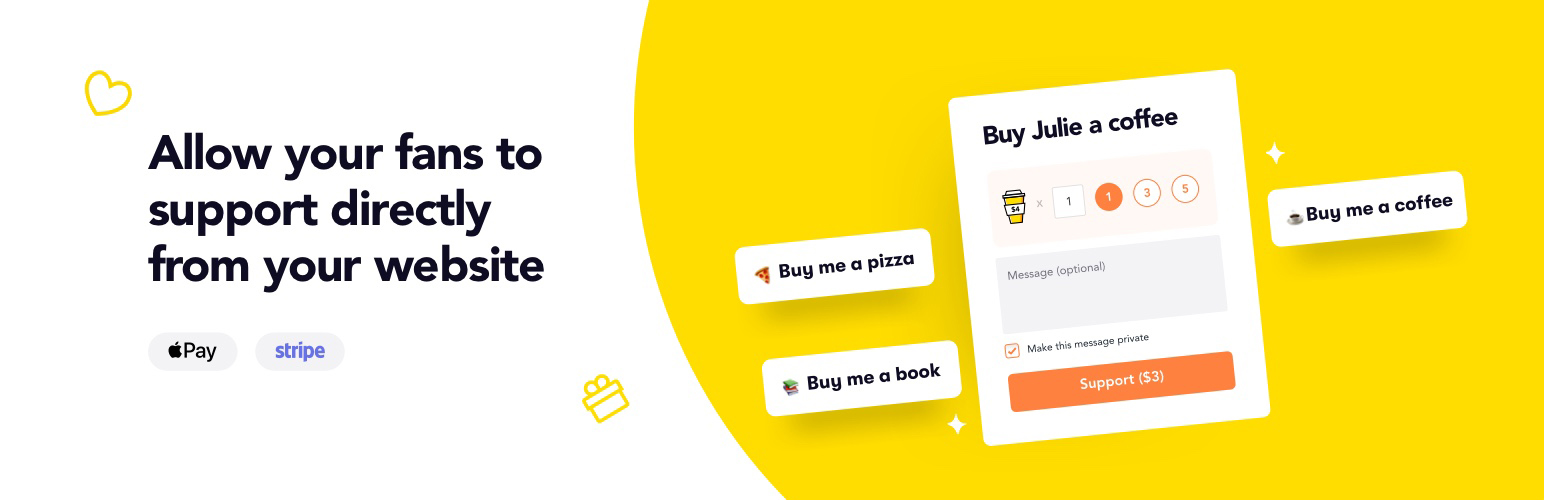 Allow your fans to
support directly
from your website
Pay
stripe
Buy me a pizza
Buy me a book
Buy Julie a coffee
$4
x
1
1
3
5
Message (optional)
Make this message private
Support ($3)
Buy me a coffee